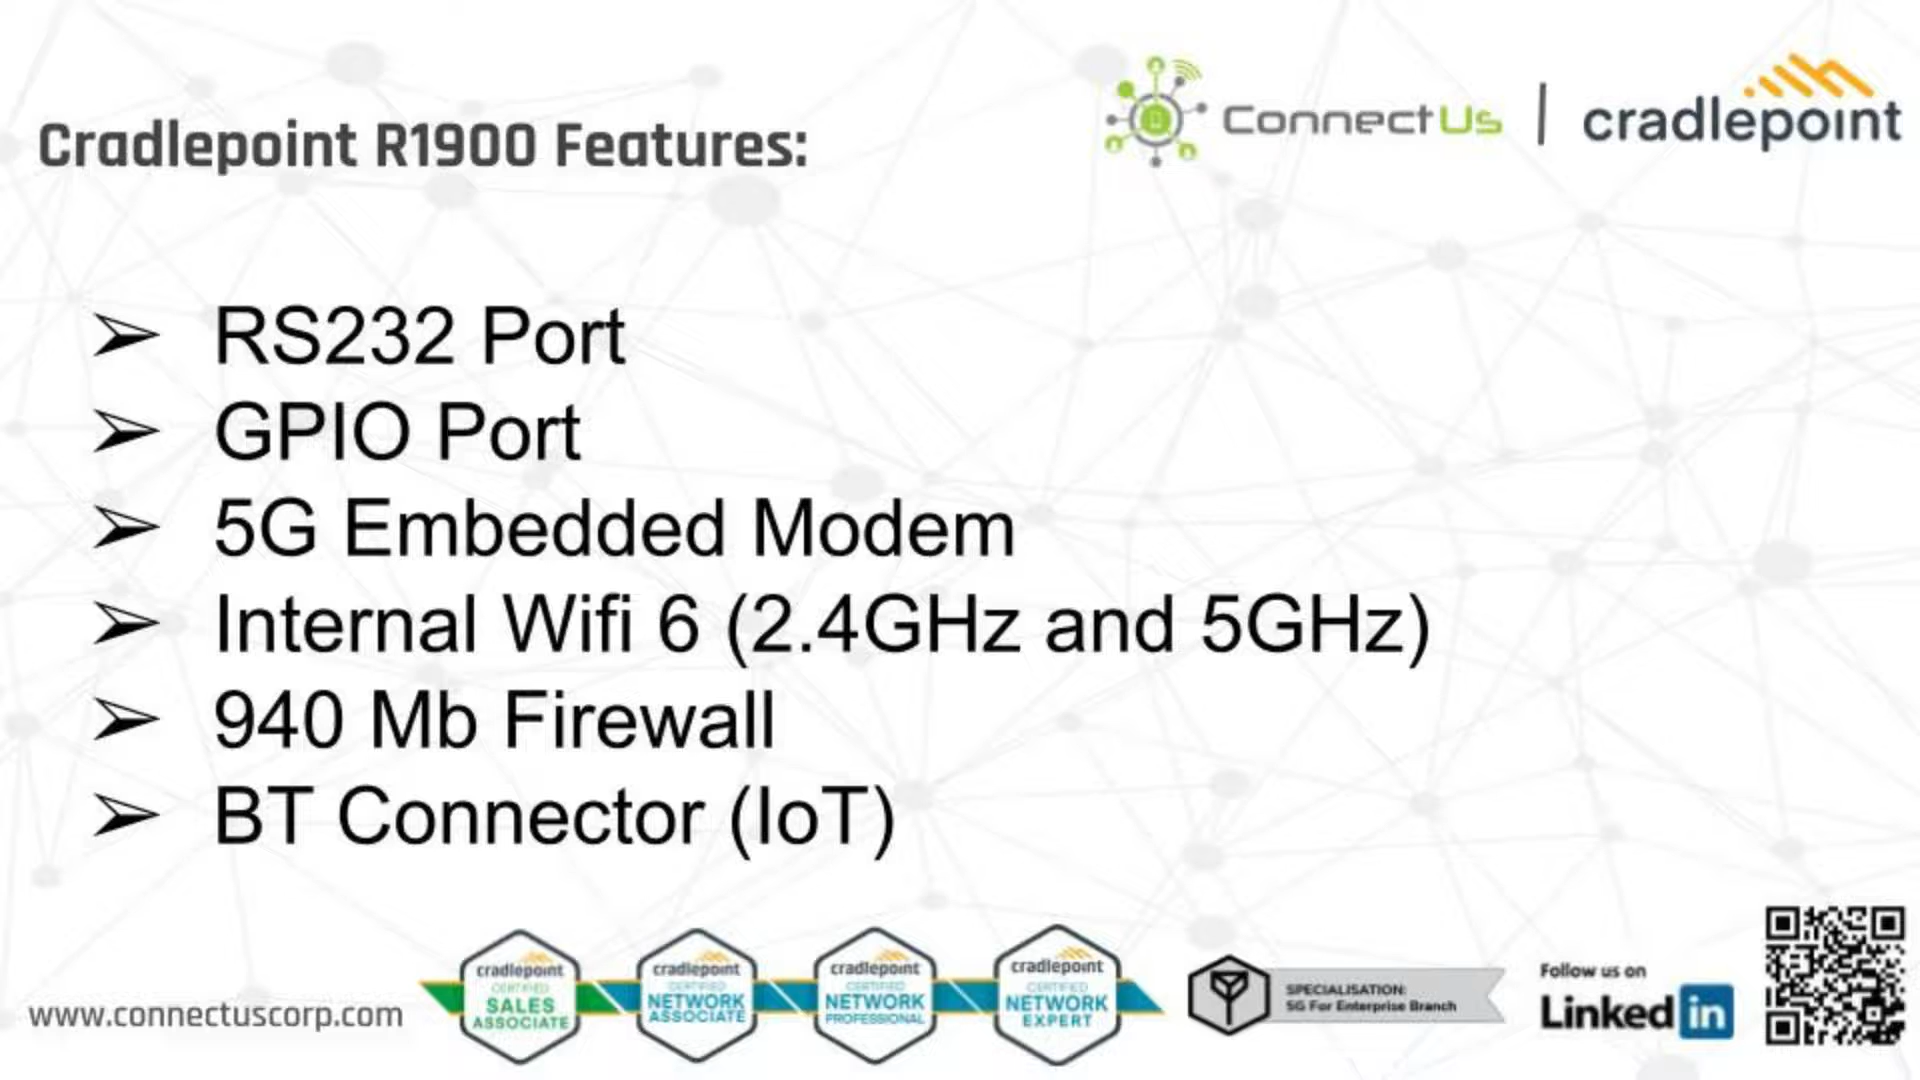 ConnectUs | cradlepoint
Cradlepoint R1900 Features:
➢ RS232 Port
➢ GPIO Port
➢ 5G Embedded Modem
➢ Internal Wifi 6 (2.4GHz and 5GHz)
➢ 940 Mb Firewall
➢ BT Connector (IoT)
www.connectuscorp.com
cradlepoint
CERTIFIED
SALES
ASSOCIATE
cradlepoint
CERTIFIED
NETWORK
ASSOCIATE
cradlepoint
CERTIFIED
NETWORK
PROFESSIONAL
cradlepoint
CERTIFIED
NETWORK
EXPERT
SPECIALISATION:
5G For Enterprise Branch
Follow us on
Linked in